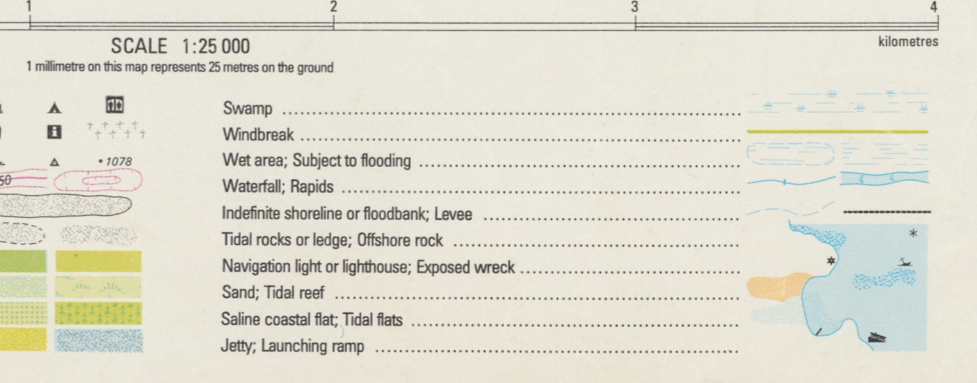 1 2 3 4
kilometres
SCALE 1:25 000
1 millimetre on this map represents 25 metres on the ground
Swamp
i
Windbreak
1078
Wet area; Subject to flooding
50
Waterfall; Rapids
Indefinite shoreline or floodbank; Levee
Tidal rocks or ledge; Offshore rock
Navigation light or lighthouse; Exposed wreck
Sand; Tidal reef
Saline coastal flat; Tidal flats
Jetty; Launching ramp